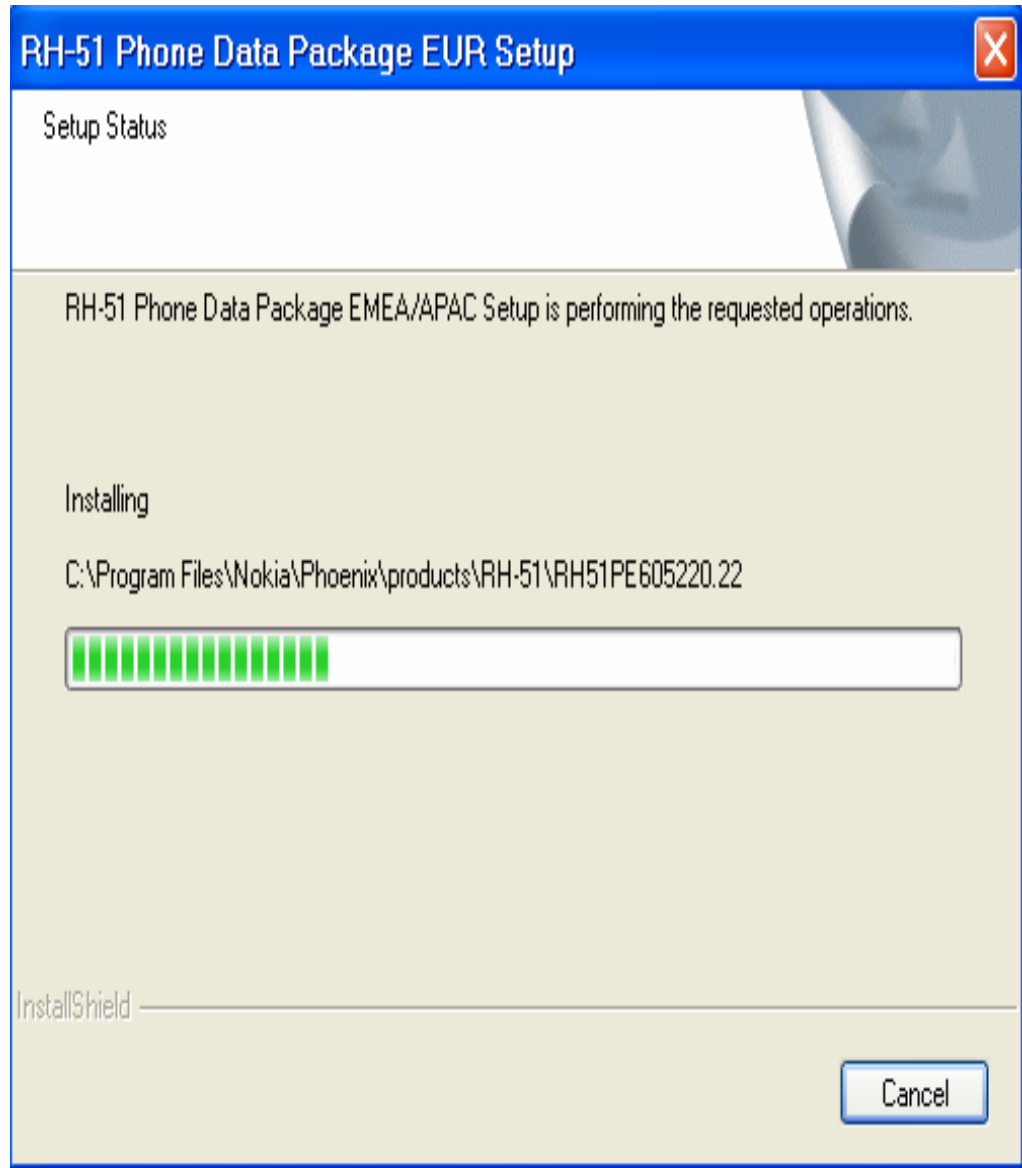 RH-51 Phone Data Package EUR Setup
Setup Status
RH-51 Phone Data Package EMEA/APAC Setup is performing the requested operations.
Installing
C:\Program Files\Nokia\Phoenix\products\RH-51\RH51PE605220.22
InstallShield
Cancel